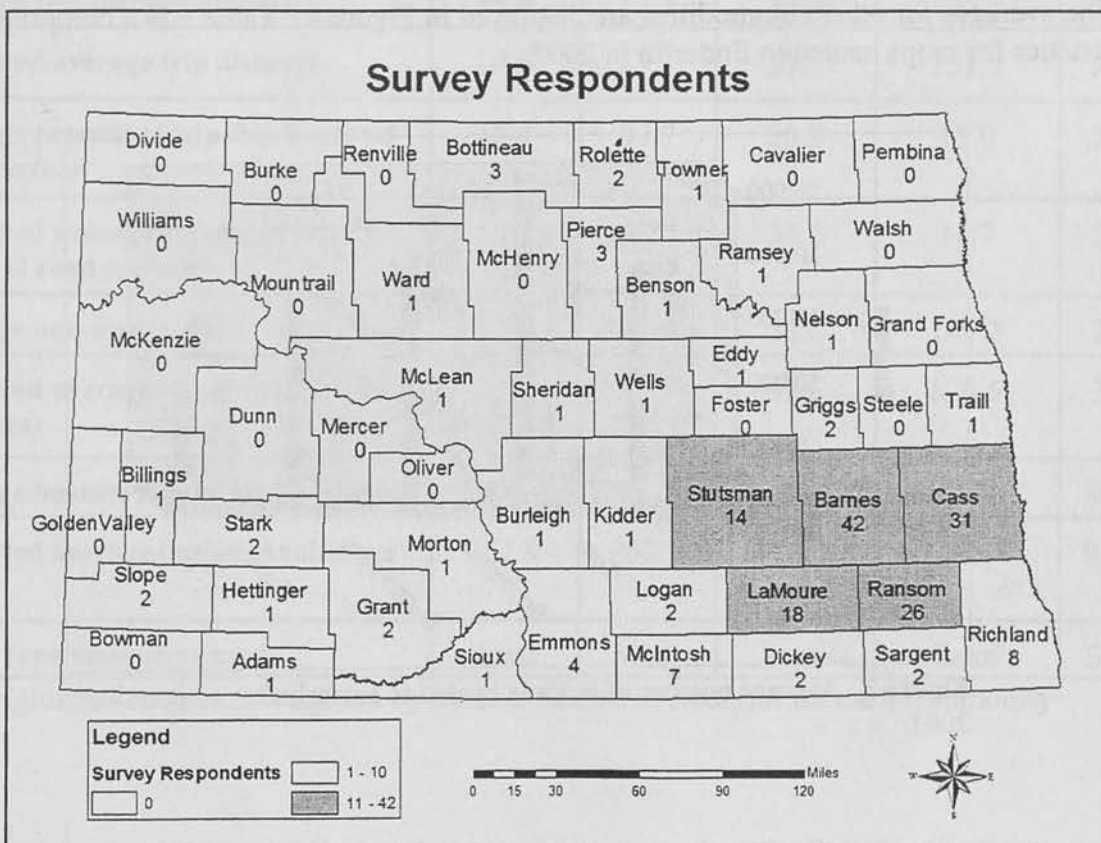 Survey Respondents
Divide
0
Burke
0
Renville
0
Bottineau
3
Rolette
2
Towner
1
Cavalier
0
Pembina
0
Williams
0
Mountrail
0
Ward
1
McHenry
0
Pierce
3
Benson
1
Ramsey
1
Walsh
0
McKenzie
0
Dunn
0
McLean
1
Mercer
0
Oliver
0
Sheridan
1
Wells
1
Eddy
1
Foster
0
Nelson
1
Grand Forks
0
Griggs
2
Steele
0
Traill
1
Billings
1
GoldenValley
0
Stark
2
Morton
1
Burleigh
1
Kidder
1
Stutsman
14
Barnes
42
Cass
31
Slope
2
Hettinger
1
Grant
2
Logan
2
LaMoure
18
Ransom
26
Bowman
0
Adams
1
Sioux
1
Emmons
4
McIntosh
7
Dickey
2
Sargent
2
Richland
8
Legend
Survey Respondents
0
1 - 10
11 - 42
Miles
0 15 30 60 90 120
N
W E
S